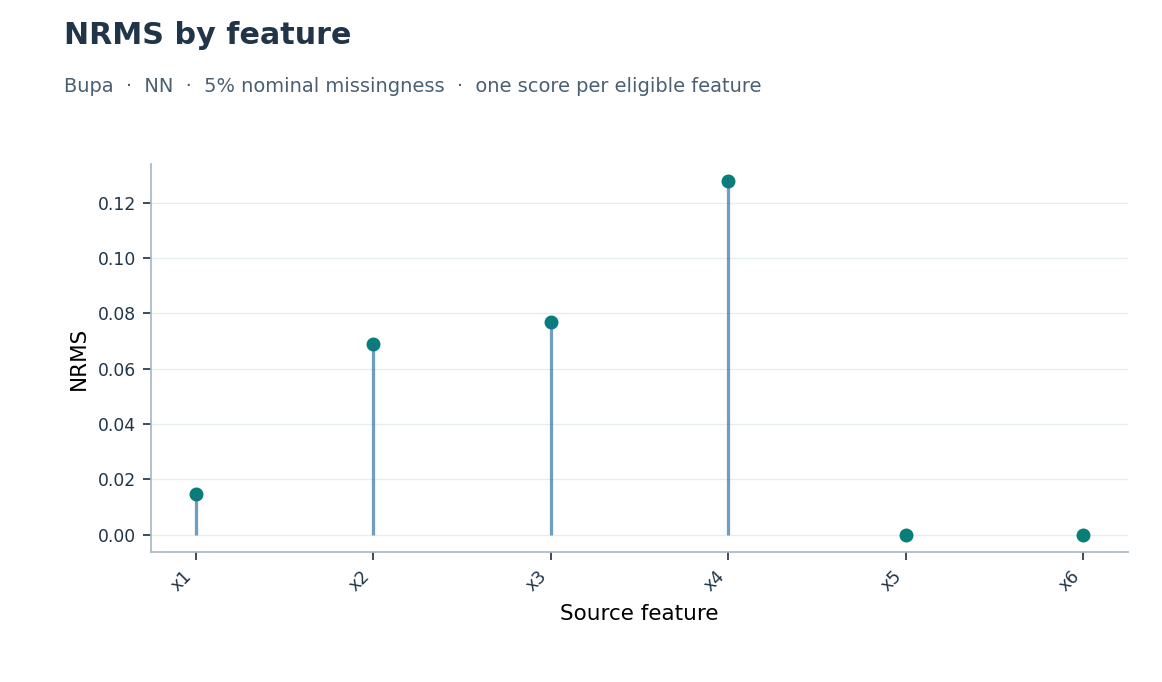 NRMS by feature
Bupa · NN · 5% nominal missingness · one score per eligible feature
0.12
0.10
0.08
0.06
0.04
0.02
0.00
NRMS
x1 x2 x3 x4 x5 x6
Source feature